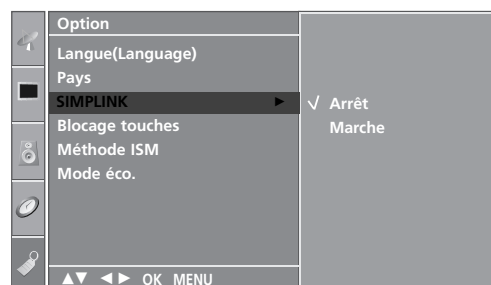 Option
Langue(Language)
Pays
SIMPLINK ►
Blocage touches
Méthode ISM
Mode éco.
√ Arrêt
Marche
▲▼ ◄► OK MENU